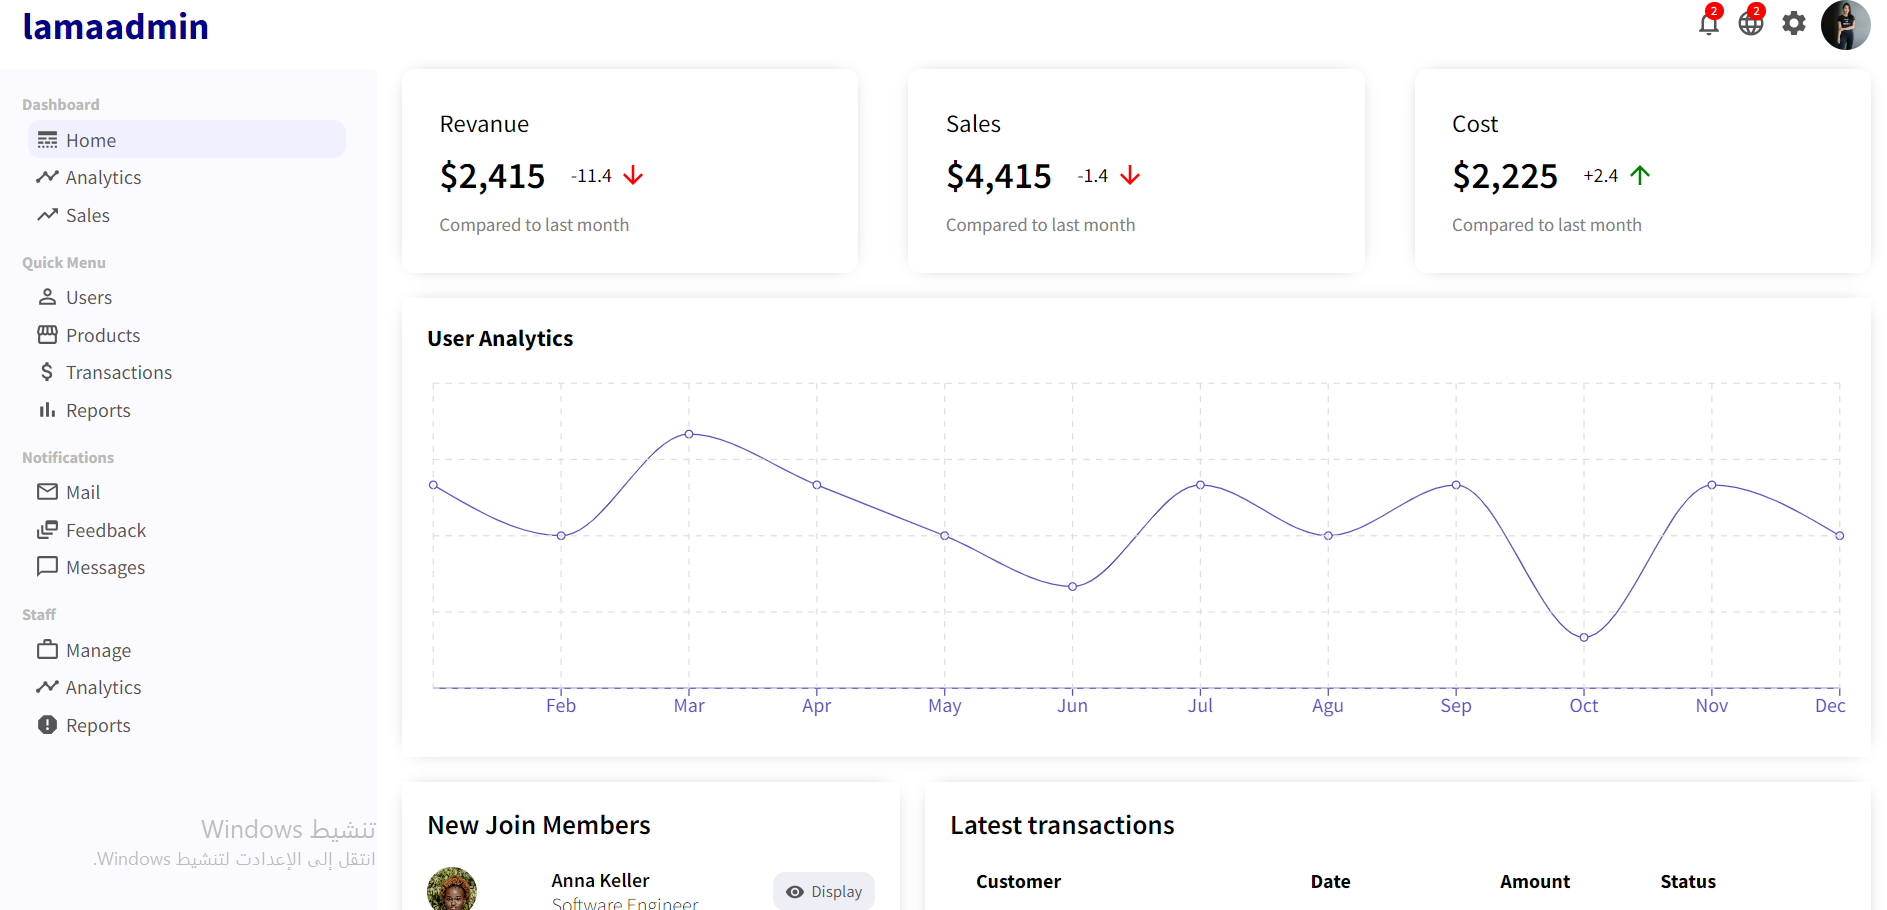 lamaadmin
2
2
Dashboard
Home
Analytics
Sales
Quick Menu
Users
Products
Transactions
Reports
Notifications
Mail
Feedback
Messages
Staff
Manage
Analytics
Reports
Revanue
$2,415 -11.4
Compared to last month
Sales
$4,415 -1.4
Compared to last month
Cost
$2,225 +2.4
Compared to last month
User Analytics
Feb Mar Apr May Jun Jul Agu Sep Oct Nov Dec
New Join Members
Anna Keller
Software Engineer
Display
Latest transactions
Customer Date Amount Status
تنشيط Windows
انتقل إلى الإعدادت لتنشيط Windows.